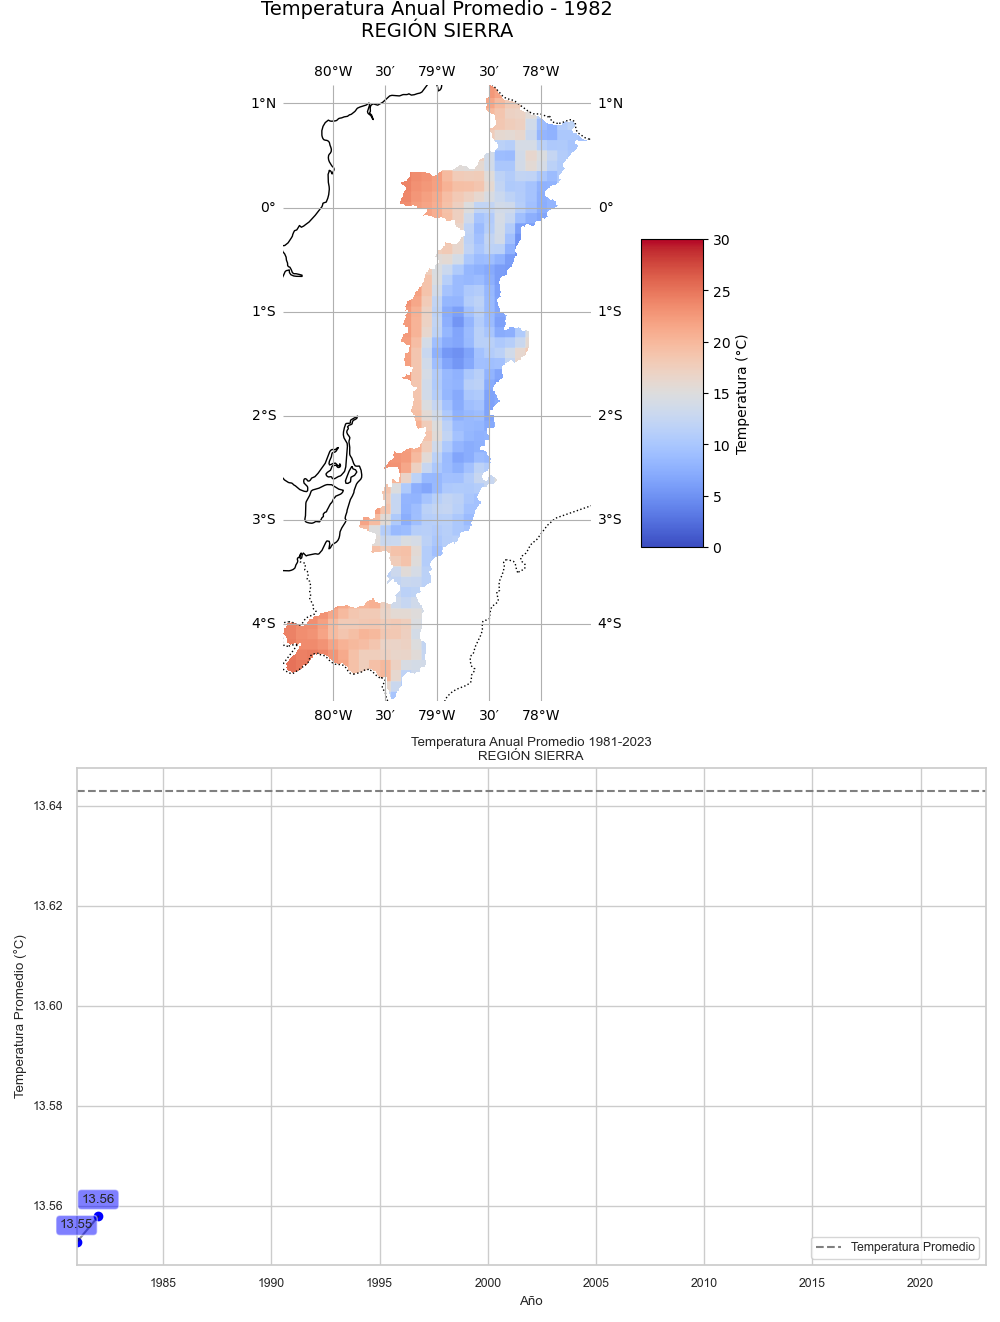 Temperatura Anual Promedio - 1982
REGIÓN SIERRA
80°W 30′ 79°W 30′ 78°W
1°N 1°N
0° 0°
1°S 1°S
2°S 2°S
3°S 3°S
4°S 4°S
80°W 30′ 79°W 30′ 78°W
30
25
20
15
10
5
0
Temperatura (°C)
Temperatura Anual Promedio 1981-2023
REGIÓN SIERRA
13.64
13.62
13.60
13.58
13.56
Temperatura Promedio (°C)
13.56
13.55
Temperatura Promedio
1985 1990 1995 2000 2005 2010 2015 2020
Año